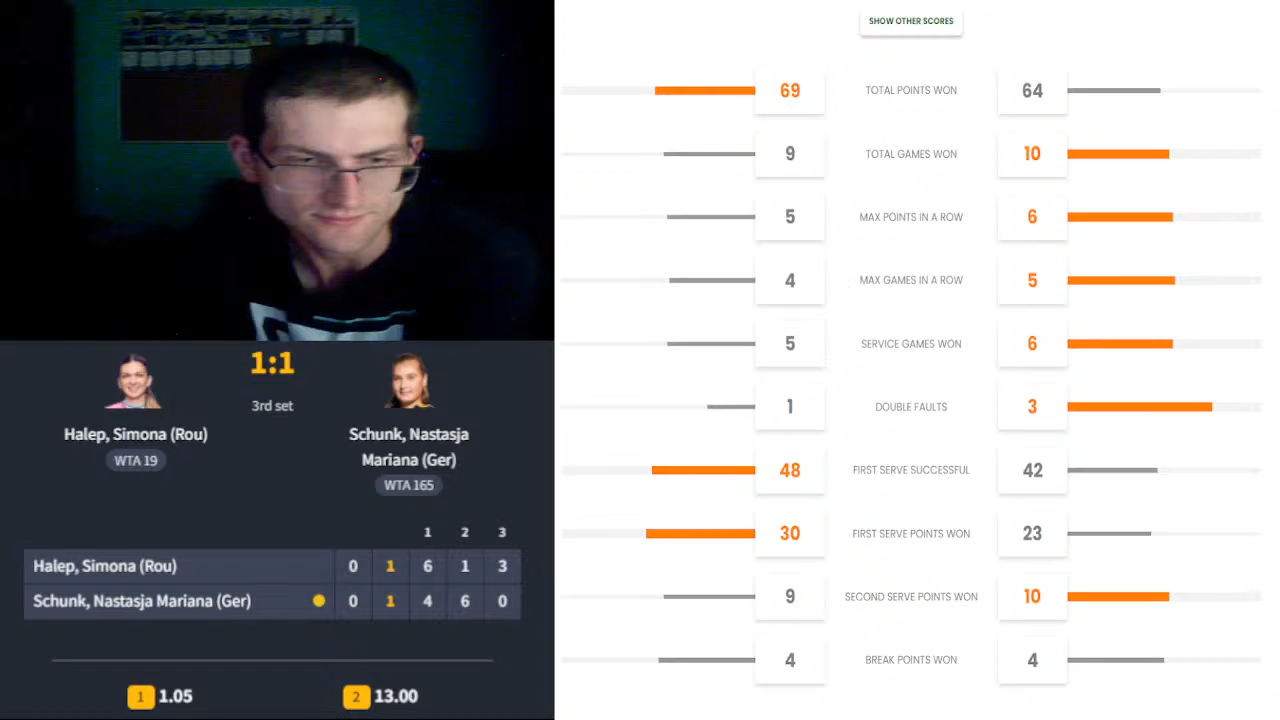 SHOW OTHER SCORES
69 TOTAL POINTS WON 64
9 TOTAL GAMES WON 10
5 MAX POINTS IN A ROW 6
4 MAX GAMES IN A ROW 5
5 SERVICE GAMES WON 6
1 DOUBLE FAULTS 3
48 FIRST SERVE SUCCESSFUL 42
30 FIRST SERVE POINTS WON 23
9 SECOND SERVE POINTS WON 10
4 BREAK POINTS WON 4
1:1
3rd set
Halep, Simona (Rou)
WTA 19
Schunk, Nastasja
Mariana (Ger)
WTA 165
1 2 3
Halep, Simona (Rou) 0 1 6 1 3
Schunk, Nastasja Mariana (Ger) 0 1 4 6 0
1 1.05 2 13.00